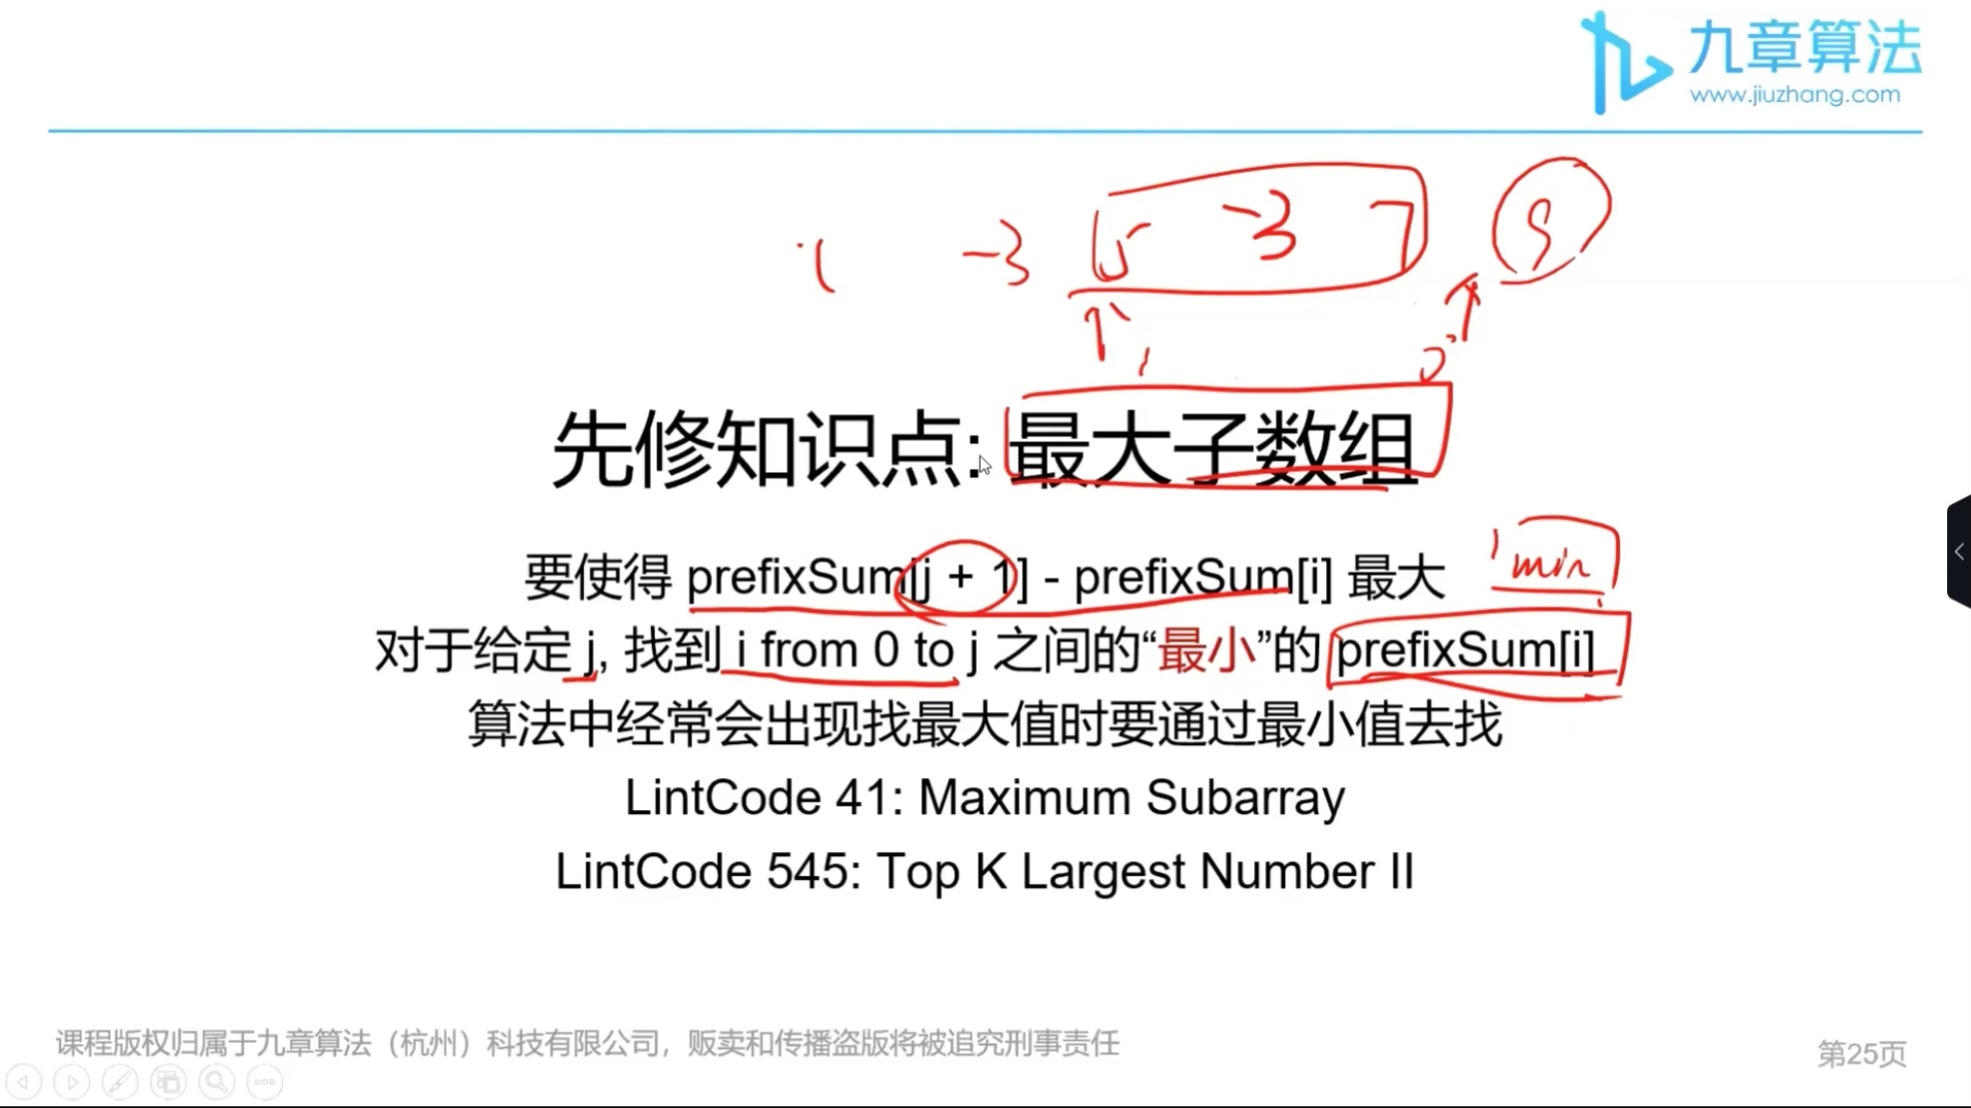 九章算法
www.jiuzhang.com
-3 5 -3 7 9
先修知识点: 最大子数组
要使得 prefixSum[j + 1] - prefixSum[i] 最大
min
对于给定 j, 找到 i from 0 to j 之间的“最小”的 prefixSum[i]
算法中经常会出现找最大值时要通过最小值去找
LintCode 41: Maximum Subarray
LintCode 545: Top K Largest Number II
课程版权归属于九章算法（杭州）科技有限公司，贩卖和传播盗版将被追究刑事责任
第25页